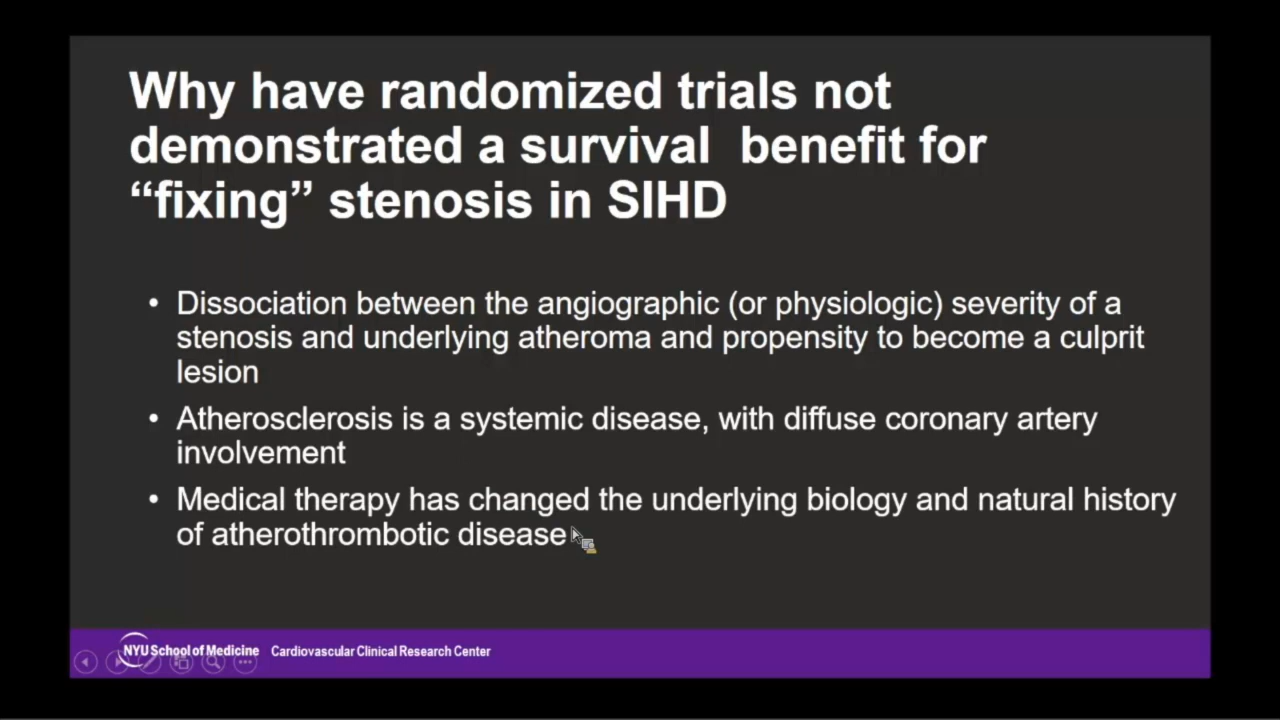 Why have randomized trials not
demonstrated a survival  benefit for
“fixing” stenosis in SIHD
• Dissociation between the angiographic (or physiologic) severity of a
stenosis and underlying atheroma and propensity to become a culprit
lesion
• Atherosclerosis is a systemic disease, with diffuse coronary artery
involvement
• Medical therapy has changed the underlying biology and natural history
of atherothrombotic disease
NYU School of Medicine Cardiovascular Clinical Research Center